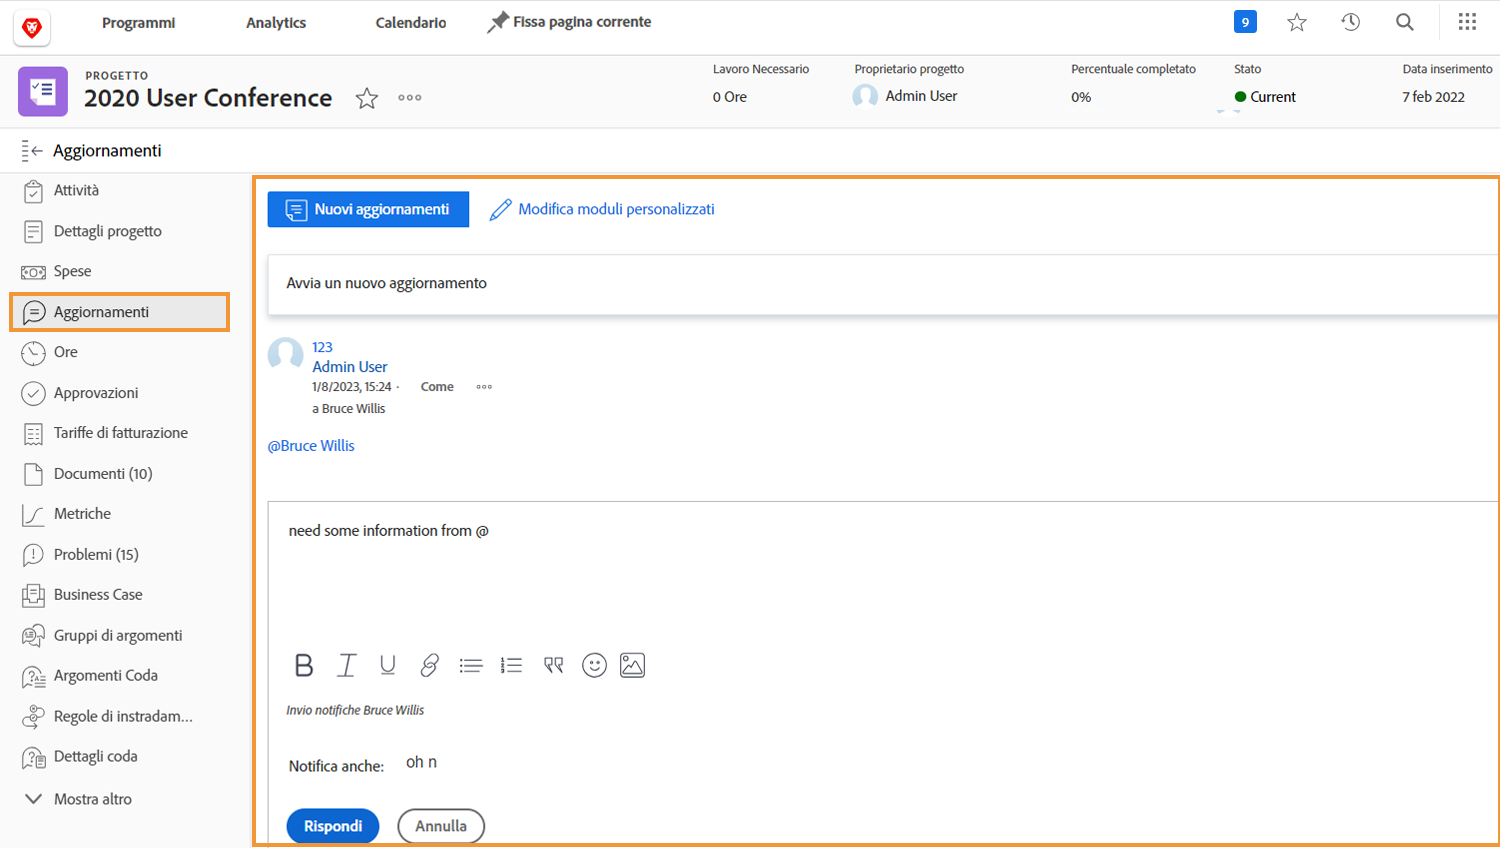 Programmi
Analytics
Calendario
Fissa pagina corrente
9
PROGETTO
2020 User Conference
Lavoro Necessario
0 Ore
Proprietario progetto
Admin User
Percentuale completato
0%
Stato
Current
Data inserimento
7 feb 2022
Aggiornamenti
Attività
Dettagli progetto
Spese
Aggiornamenti
Ore
Approvazioni
Tariffe di fatturazione
Documenti (10)
Metriche
Problemi (15)
Business Case
Gruppi di argomenti
Argomenti Coda
Regole di instradam...
Dettagli coda
Mostra altro
Nuovi aggiornamenti
Modifica moduli personalizzati
Avvia un nuovo aggiornamento
123
Admin User
1/8/2023, 15:24 · Come
a Bruce Willis
@Bruce Willis
need some information from @
B I U
Invio notifiche Bruce Willis
Notifica anche: oh n
Rispondi
Annulla